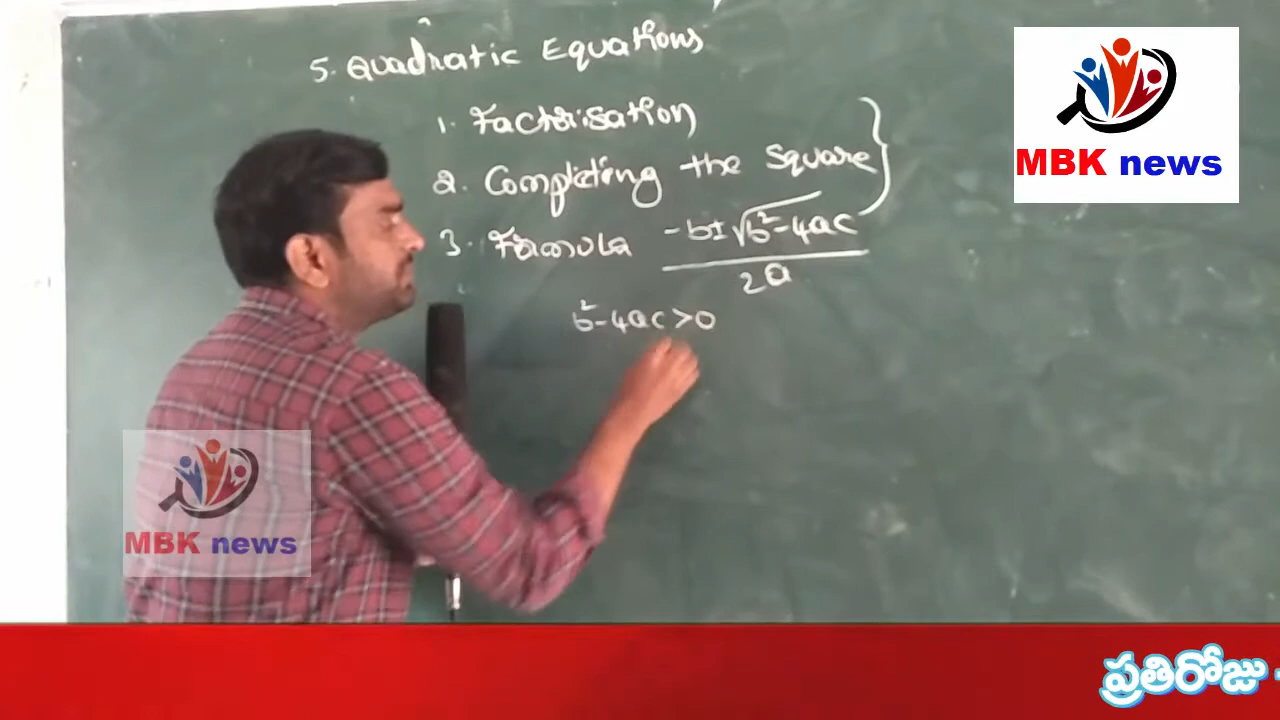 5. Quadratic Equations
1. Factorisation
2. Completing the Square
3. Formula -b±√b²-4ac / 2a
b²-4ac>0
MBK news
MBK news
ప్రతిరోజు